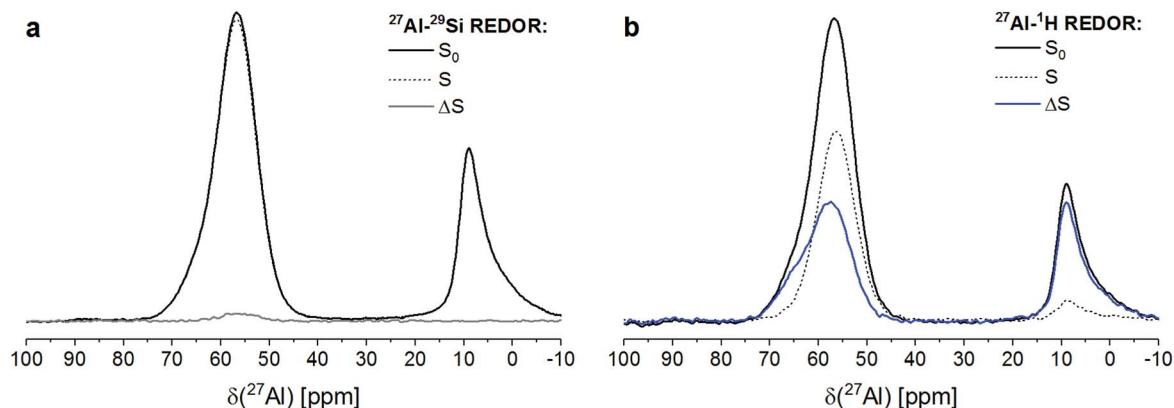 a
²⁷Al-²⁹Si REDOR:
S₀
S
ΔS
100 90 80 70 60 50 40 30 20 10 0 -10
δ(²⁷Al) [ppm]
b
²⁷Al-¹H REDOR:
S₀
S
ΔS
100 90 80 70 60 50 40 30 20 10 0 -10
δ(²⁷Al) [ppm]